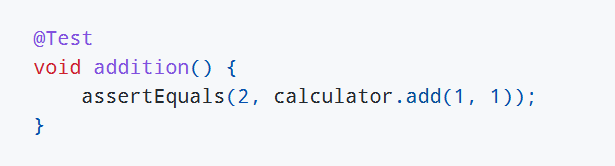 @Test
void addition() {
    assertEquals(2, calculator.add(1, 1));
}